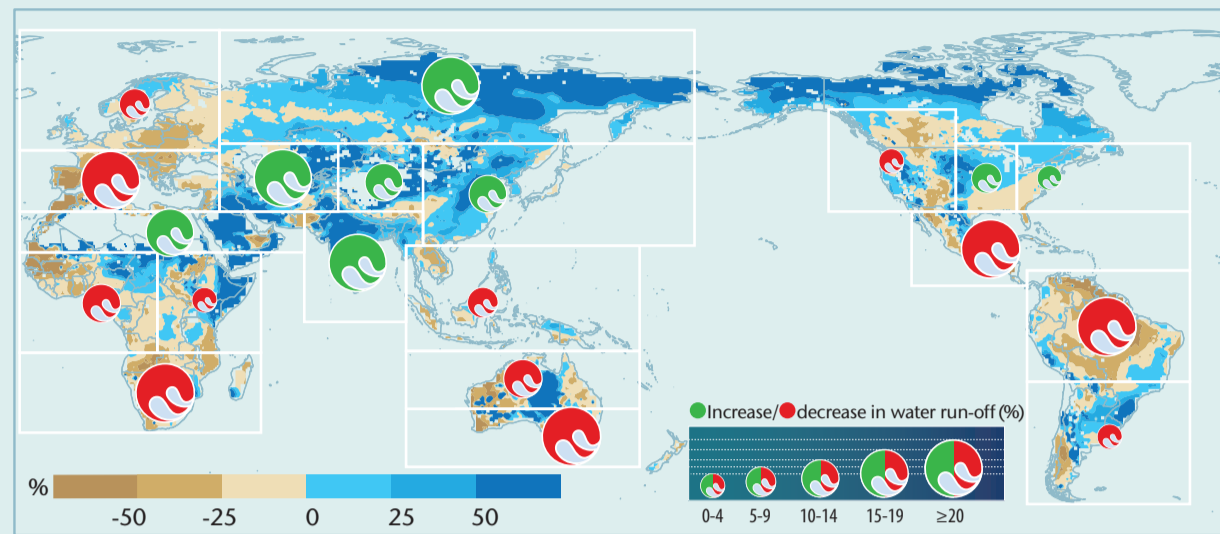 Increase/ decrease in water run-off (%)
0-4 5-9 10-14 15-19 ≥20
%
-50 -25 0 25 50